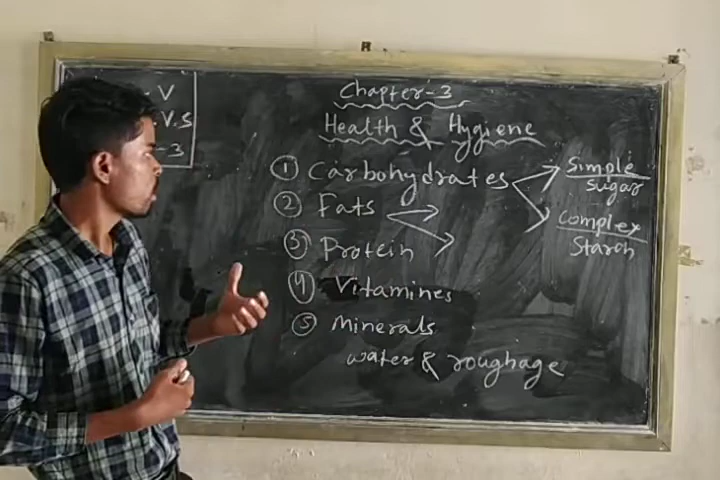 V
V.S
-3
Chapter-3
Health & Hygiene
① Carbohydrates
Simple
sugar
complex
Starch
② Fats
③ Protein
④ Vitamines
⑤ Minerals
water & roughage